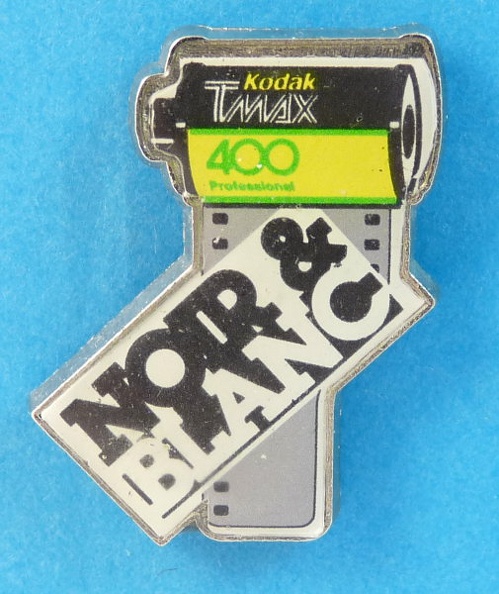 Kodak
TMAX
400
Professional
NOIR &
BLANC